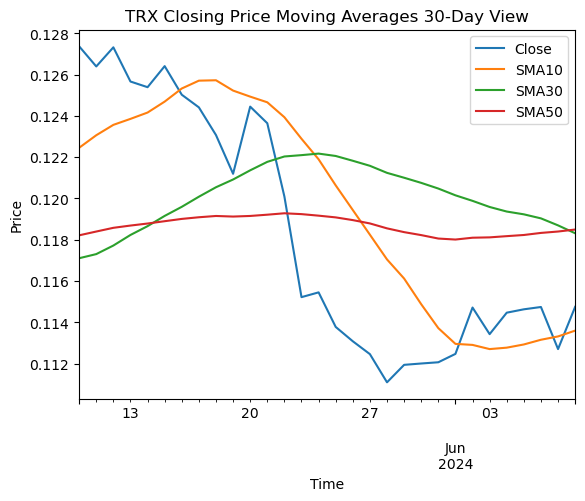 TRX Closing Price Moving Averages 30-Day View
0.128
0.126
0.124
0.122
0.120
0.118
0.116
0.114
0.112
Price
Close
SMA10
SMA30
SMA50
13
20
27
03
Jun
2024
Time